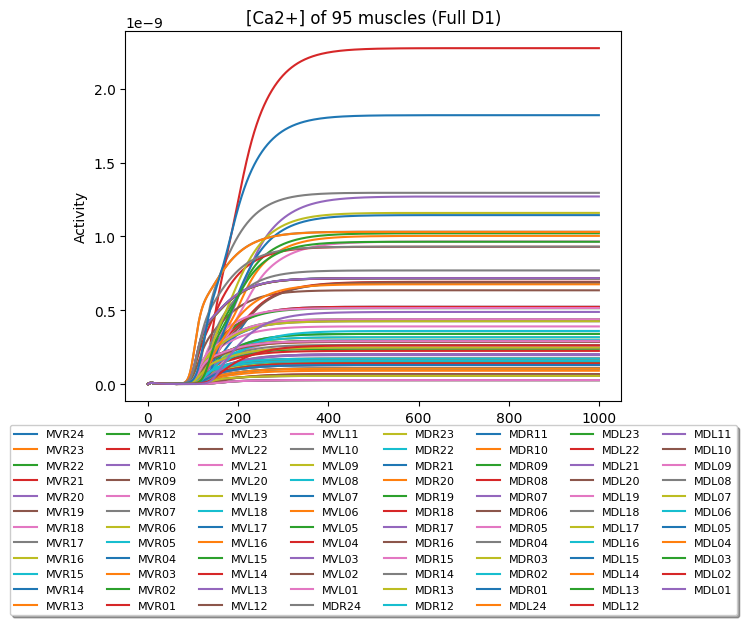 [Ca2+] of 95 muscles (Full D1)
1e−9
2.0
1.5
1.0
0.5
0.0
Activity
0 200 400 600 800 1000
MVR24 MVR12 MVL23 MVL11 MDR23 MDR11 MDL23 MDL11
MVR23 MVR11 MVL22 MVL10 MDR22 MDR10 MDL22 MDL10
MVR22 MVR10 MVL21 MVL09 MDR21 MDR09 MDL21 MDL09
MVR21 MVR09 MVL20 MVL08 MDR20 MDR08 MDL20 MDL08
MVR20 MVR08 MVL19 MVL07 MDR19 MDR07 MDL19 MDL07
MVR19 MVR07 MVL18 MVL06 MDR18 MDR06 MDL18 MDL06
MVR18 MVR06 MVL17 MVL05 MDR17 MDR05 MDL17 MDL05
MVR17 MVR05 MVL16 MVL04 MDR16 MDR04 MDL16 MDL04
MVR16 MVR04 MVL15 MVL03 MDR15 MDR03 MDL15 MDL03
MVR15 MVR03 MVL14 MVL02 MDR14 MDR02 MDL14 MDL02
MVR14 MVR02 MVL13 MVL01 MDR13 MDR01 MDL13 MDL01
MVR13 MVR01 MVL12 MDR24 MDR12 MDL24 MDL12